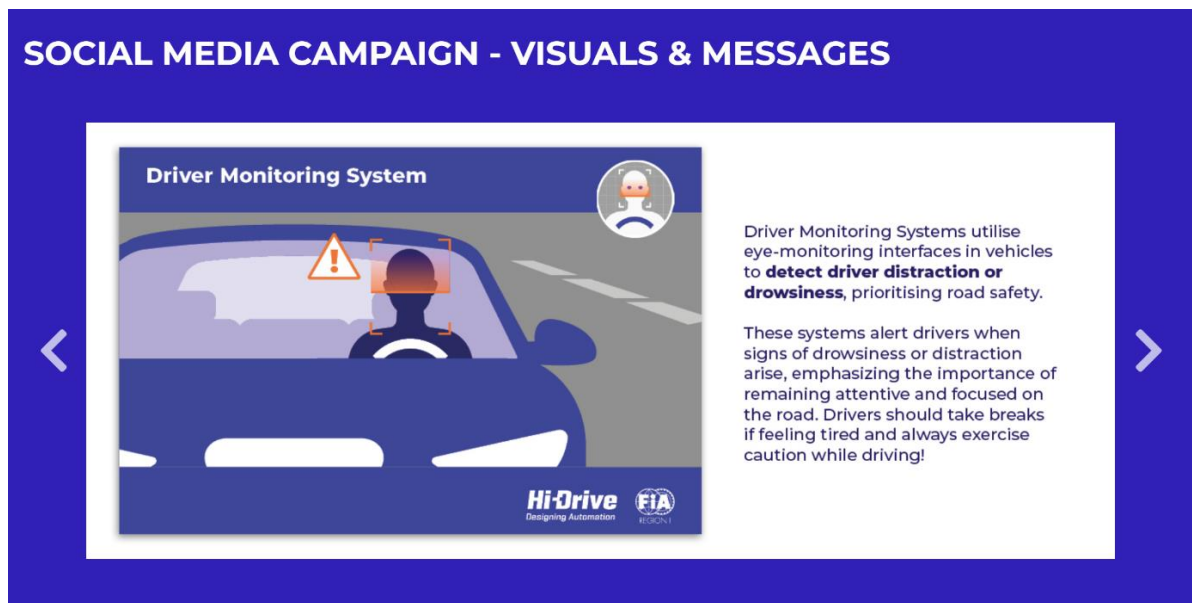 SOCIAL MEDIA CAMPAIGN - VISUALS & MESSAGES
Driver Monitoring System
Hi-Drive
Designing Automation
FIA
REGION I
Driver Monitoring Systems utilise
eye-monitoring interfaces in vehicles
to detect driver distraction or
drowsiness, prioritising road safety.
These systems alert drivers when
signs of drowsiness or distraction
arise, emphasizing the importance of
remaining attentive and focused on
the road. Drivers should take breaks
if feeling tired and always exercise
caution while driving!